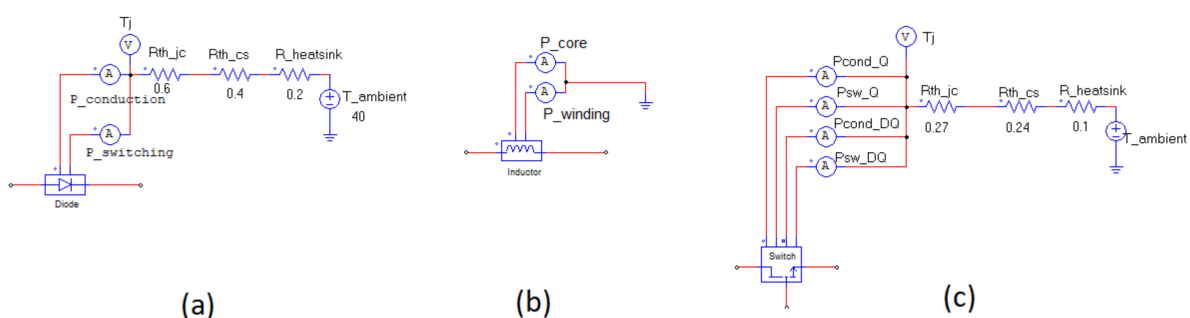 Tj
Rth_jc
Rth_cs
R_heatsink
A
V
P_conduction
0.6
0.4
0.2
T_ambient
40
A
P_switching
Diode
(a)
P_core
A
A
P_winding
Inductor
(b)
V
Tj
Pcond_Q
A
Psw_Q
A
Rth_jc
Rth_cs
R_heatsink
Pcond_DQ
A
0.27
0.24
0.1
T_ambient
Psw_DQ
A
Switch
(c)